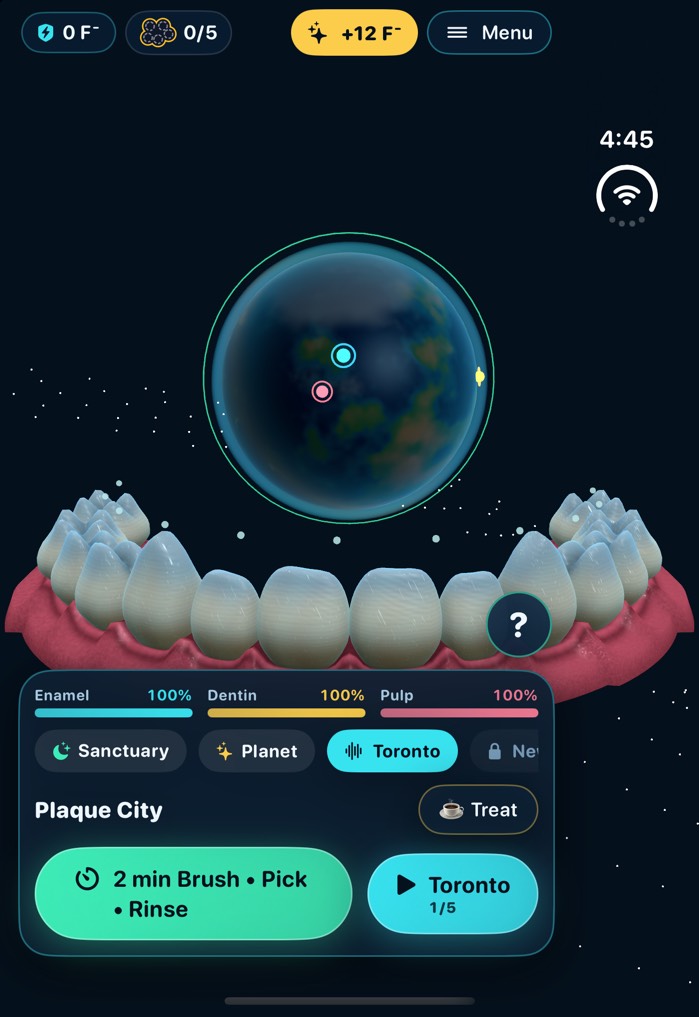 0 F⁻
0/5
+12 F⁻
Menu
4:45
?
Enamel 100% Dentin 100% Pulp 100%
Sanctuary
Planet
Toronto
Plaque City
Treat
2 min Brush • Pick
• Rinse
Toronto
1/5